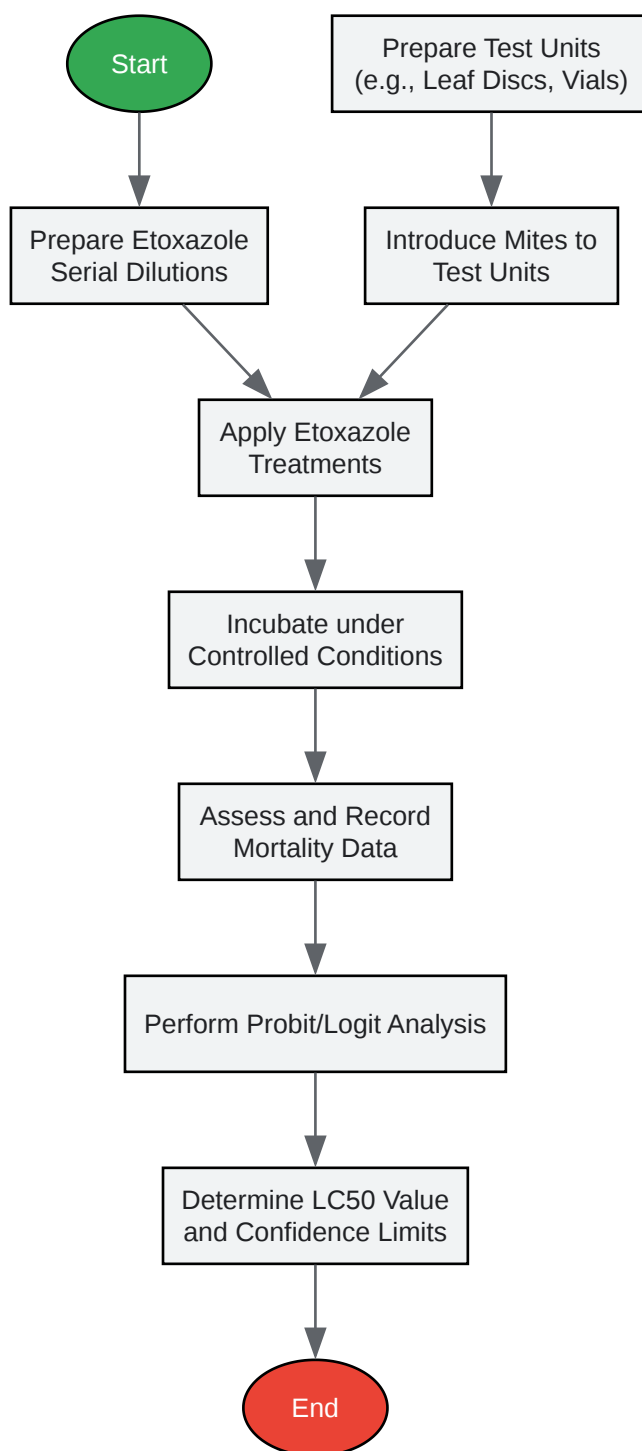 Start
Prepare Test Units
(e.g., Leaf Discs, Vials)
Prepare Etoxazole
Serial Dilutions
Introduce Mites to
Test Units
Apply Etoxazole
Treatments
Incubate under
Controlled Conditions
Assess and Record
Mortality Data
Perform Probit/Logit Analysis
Determine LC50 Value
and Confidence Limits
End